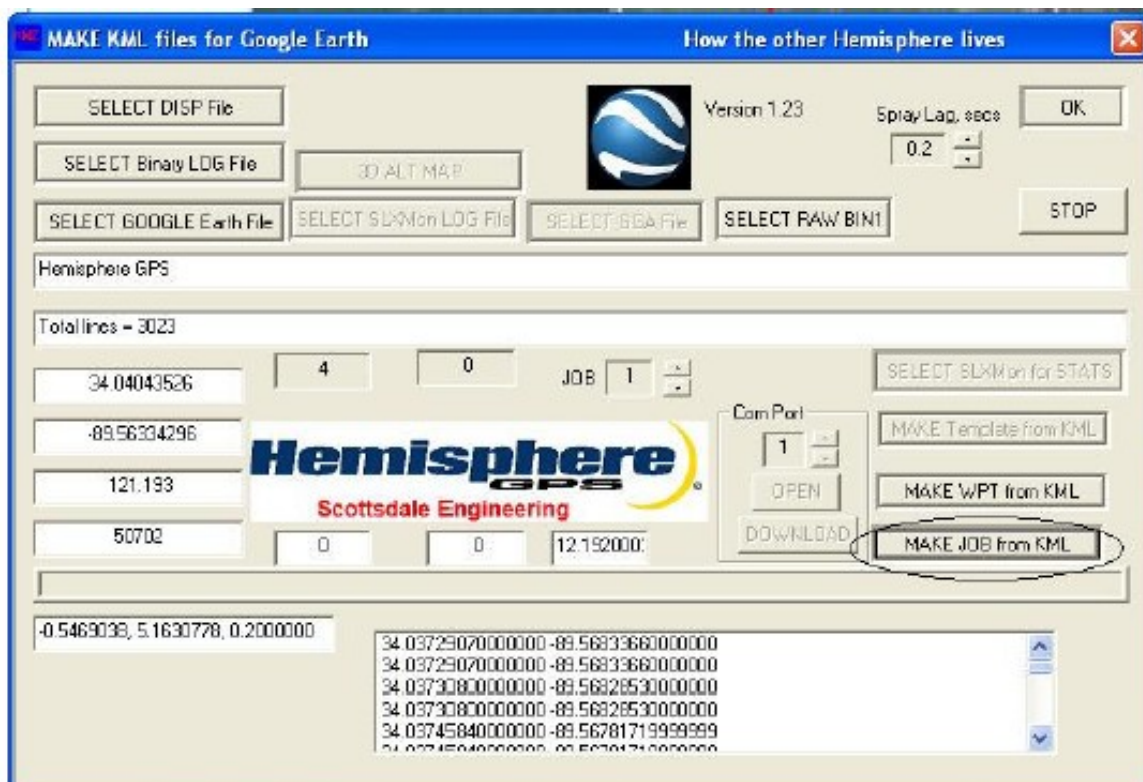 MAKE KML files for Google Earth How the other Hemisphere lives
SELECT DISP File
Version 1.23
Spray Lag, secs
OK
0.2
SELECT Binary LOG File
3D ALT MAP
SELECT GOOGLE Earth File
SELECT SLXMon LOG File
SELECT GGA File
SELECT RAW BIN1
STOP
Hemisphere GPS
Total lines = 3023
34.04043526
4
0
JOB 1
SELECT SLXMon for STATS
-89.56334296
Com Port
1
MAKE Template from KML
Hemisphere
GPS
Scottsdale Engineering
121.193
OPEN
MAKE WPT from KML
50702
0
0
12.192000
DOWNLOAD
MAKE JOB from KML
-0.5469038, 5.1630778, 0.2000000
34.03729070000000 -89.56833660000000
34.03729070000000 -89.56833660000000
34.03730800000000 -89.56828530000000
34.03730800000000 -89.56828530000000
34.03745840000000 -89.56781719999999